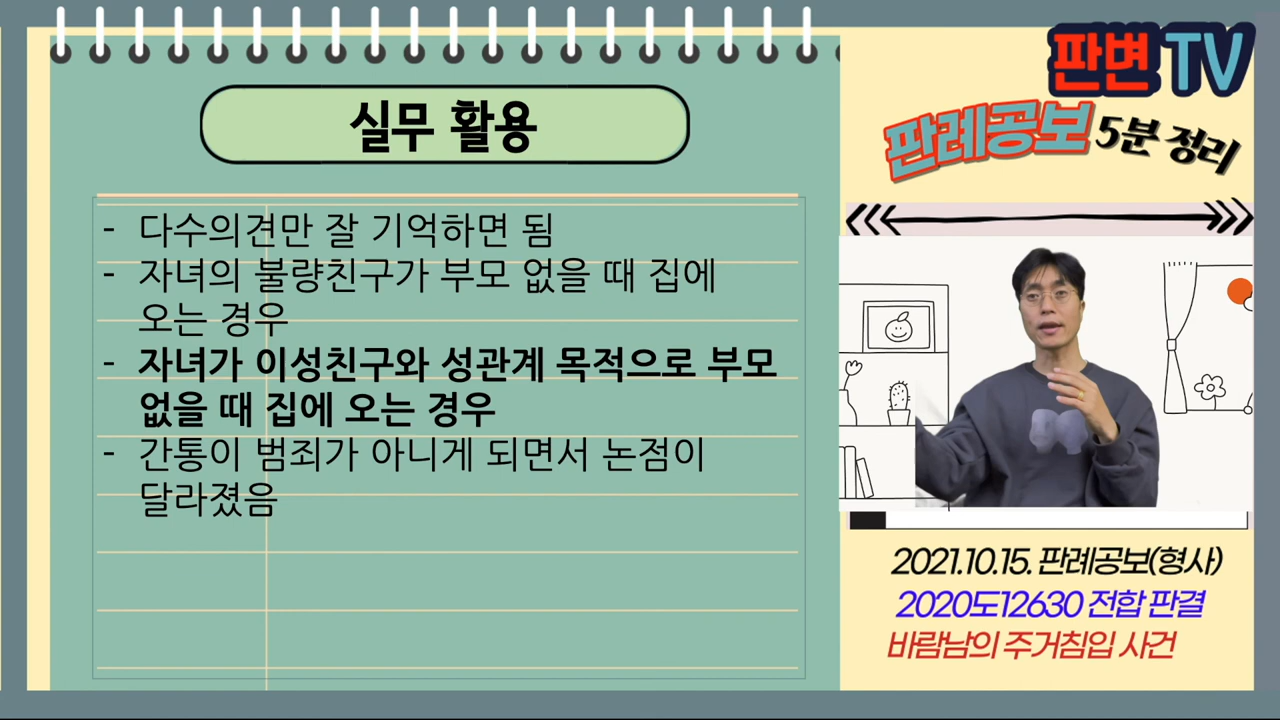 실무 활용
- 다수의견만 잘 기억하면 됨
- 자녀의 불량친구가 부모 없을 때 집에
오는 경우
- 자녀가 이성친구와 성관계 목적으로 부모
없을 때 집에 오는 경우
- 간통이 범죄가 아니게 되면서 논점이
달라졌음
판변 TV
판례공보 5분 정리
2021.10.15. 판례공보(형사)
2020도12630 전합 판결
바람남의 주거침입 사건